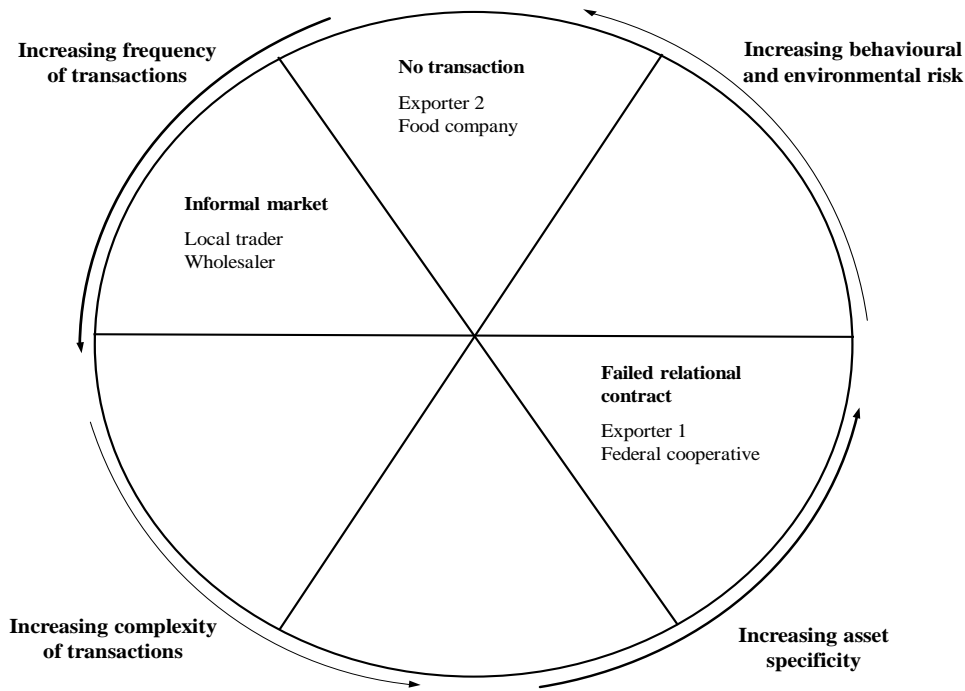 Increasing frequency
of transactions
No transaction
Exporter 2
Food company
Increasing behavioural
and environmental risk
Informal market
Local trader
Wholesaler
Failed relational
contract
Exporter 1
Federal cooperative
Increasing complexity
of transactions
Increasing asset
specificity